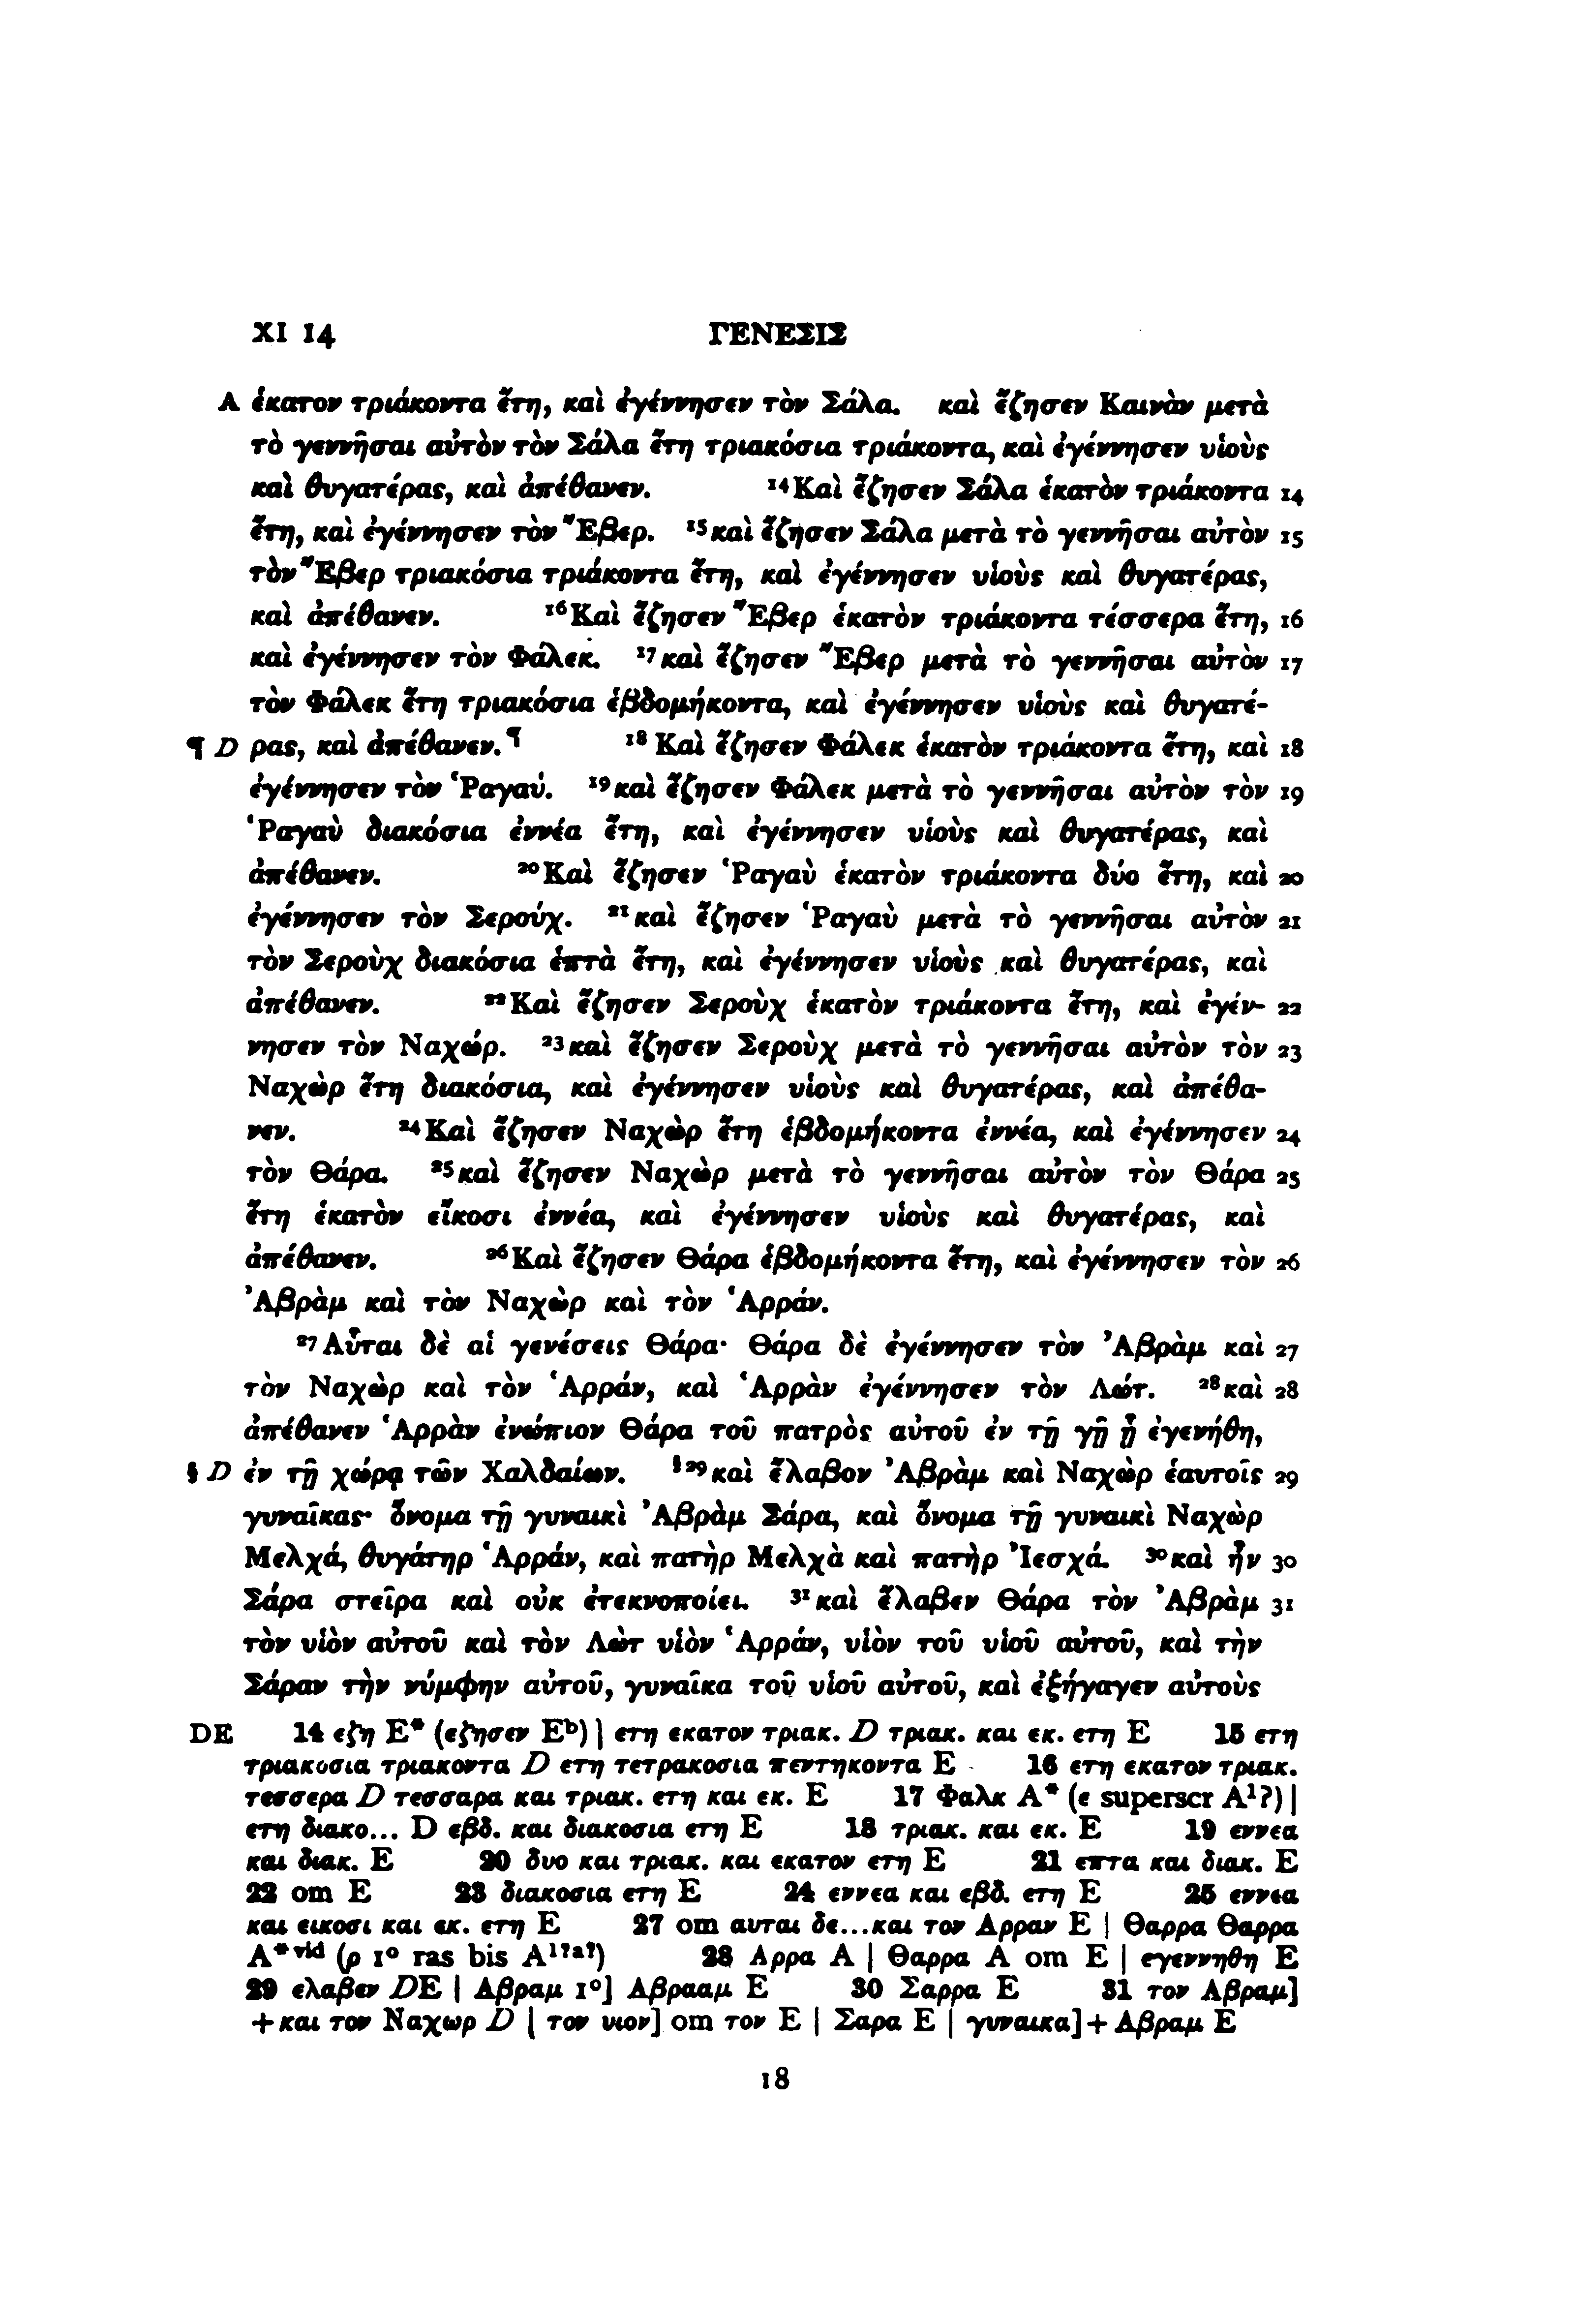 XI 14 ΓΕΝΕΣΙΣ
A ἑκατον τριάκοντα ἔτη, καὶ ἐγέννησεν τὸν Σάλα. καὶ ἔζησεν Καινὰν μετὰ
τὸ γεννῆσαι αὐτὸν τὸν Σάλα ἔτη τριακόσια τριάκοντα, καὶ ἐγέννησεν υἱοὺς
καὶ θυγατέρας, καὶ ἀπέθανεν. ¹⁴Καὶ ἔζησεν Σάλα ἑκατὸν τριάκοντα 14
ἔτη, καὶ ἐγέννησεν τὸν Ἔβερ. ¹⁵καὶ ἔζησεν Σάλα μετὰ τὸ γεννῆσαι αὐτὸν 15
τὸν Ἔβερ τριακόσια τριάκοντα ἔτη, καὶ ἐγέννησεν υἱοὺς καὶ θυγατέρας,
καὶ ἀπέθανεν. ¹⁶Καὶ ἔζησεν Ἔβερ ἑκατὸν τριάκοντα τέσσερα ἔτη, 16
καὶ ἐγέννησεν τὸν Φάλεκ. ¹⁷καὶ ἔζησεν Ἔβερ μετὰ τὸ γεννῆσαι αὐτὸν 17
τὸν Φάλεκ ἔτη τριακόσια ἑβδομήκοντα, καὶ ἐγέννησεν υἱοὺς καὶ θυγατέ-
¶ D ρας, καὶ ἀπέθανεν.¶ ¹⁸Καὶ ἔζησεν Φάλεκ ἑκατὸν τριάκοντα ἔτη, καὶ 18
ἐγέννησεν τὸν Ῥαγαύ. ¹⁹καὶ ἔζησεν Φάλεκ μετὰ τὸ γεννῆσαι αὐτὸν τὸν 19
Ῥαγαὺ διακόσια ἐννέα ἔτη, καὶ ἐγέννησεν υἱοὺς καὶ θυγατέρας, καὶ
ἀπέθανεν. ²⁰Καὶ ἔζησεν Ῥαγαὺ ἑκατὸν τριάκοντα δύο ἔτη, καὶ 20
ἐγέννησεν τὸν Σερούχ. ²¹καὶ ἔζησεν Ῥαγαὺ μετὰ τὸ γεννῆσαι αὐτὸν 21
τὸν Σεροὺχ διακόσια ἑπτὰ ἔτη, καὶ ἐγέννησεν υἱοὺς καὶ θυγατέρας, καὶ
ἀπέθανεν. ²²Καὶ ἔζησεν Σεροὺχ ἑκατὸν τριάκοντα ἔτη, καὶ ἐγέν- 22
νησεν τὸν Ναχώρ. ²³καὶ ἔζησεν Σεροὺχ μετὰ τὸ γεννῆσαι αὐτὸν τὸν 23
Ναχὼρ ἔτη διακόσια, καὶ ἐγέννησεν υἱοὺς καὶ θυγατέρας, καὶ ἀπέθα-
νεν. ²⁴Καὶ ἔζησεν Ναχὼρ ἔτη ἑβδομήκοντα ἐννέα, καὶ ἐγέννησεν 24
τὸν Θάρα. ²⁵καὶ ἔζησεν Ναχὼρ μετὰ τὸ γεννῆσαι αὐτὸν τὸν Θάρα 25
ἔτη ἑκατὸν εἴκοσι ἐννέα, καὶ ἐγέννησεν υἱοὺς καὶ θυγατέρας, καὶ
ἀπέθανεν. ²⁶Καὶ ἔζησεν Θάρα ἑβδομήκοντα ἔτη, καὶ ἐγέννησεν τὸν 26
Ἀβρὰμ καὶ τὸν Ναχὼρ καὶ τὸν Ἁρράν.
²⁷Αὗται δὲ αἱ γενέσεις Θάρα· Θάρα δὲ ἐγέννησεν τὸν Ἀβρὰμ καὶ 27
τὸν Ναχὼρ καὶ τὸν Ἁρράν, καὶ Ἁρρὰν ἐγέννησεν τὸν Λώτ. ²⁸καὶ 28
ἀπέθανεν Ἁρρὰν ἐνώπιον Θάρα τοῦ πατρὸς αὐτοῦ ἐν τῇ γῇ ᾗ ἐγενήθη,
§ D ἐν τῇ χώρᾳ τῶν Χαλδαίων. §²⁹καὶ ἔλαβον Ἀβρὰμ καὶ Ναχὼρ ἑαυτοῖς 29
γυναῖκας· ὄνομα τῇ γυναικὶ Ἀβρὰμ Σάρα, καὶ ὄνομα τῇ γυναικὶ Ναχὼρ
Μελχά, θυγάτηρ Ἁρράν, καὶ πατὴρ Μελχὰ καὶ πατὴρ Ἰεσχά. ³⁰καὶ ἦν 30
Σάρα στεῖρα καὶ οὐκ ἐτεκνοποίει. ³¹καὶ ἔλαβεν Θάρα τὸν Ἀβρὰμ 31
τὸν υἱὸν αὐτοῦ καὶ τὸν Λὼτ υἱὸν Ἁρράν, υἱὸν τοῦ υἱοῦ αὐτοῦ, καὶ τὴν
Σάραν τὴν νύμφην αὐτοῦ, γυναῖκα τοῦ υἱοῦ αὐτοῦ, καὶ ἐξήγαγεν αὐτοὺς
DE 14 εζη E* (εζησεν Eᵇ) | ετη εκατον τριακ. D τριακ. και εκ. ετη E 15 ετη
τριακοσια τριακοντα D ετη τετρακοσια πεντηκοντα E 16 ετη εκατον τριακ.
τεσσερα D τεσσαρα και τριακ. ετη και εκ. E 17 Φαλκ A* (ε superscr A¹?) |
ετη διακο... D εβδ. και διακοσια ετη E 18 τριακ. και εκ. E 19 εννεα
και διακ. E 20 δυο και τριακ. και εκατον ετη E 21 επτα και διακ. E
22 om E 23 διακοσια ετη E 24 εννεα και εβδ. ετη E 25 εννεα
και εικοσι και εκ. ετη E 27 om αυται δε...και τον Αρραν E | Θαρρα Θαρρα
A*ᵛⁱᵈ (ρ 1° ras bis A¹?ᵃ?) 28 Αρρα A | Θαρρα A om E | εγεννηθη E
29 ελαβεν DE | Αβραμ 1°] Αβρααμ E 30 Σαρρα E 31 τον Αβραμ]
+και τον Ναχωρ D | τον υιον] om τον E | Σαρα E | γυναικα]+Αβραμ E
18